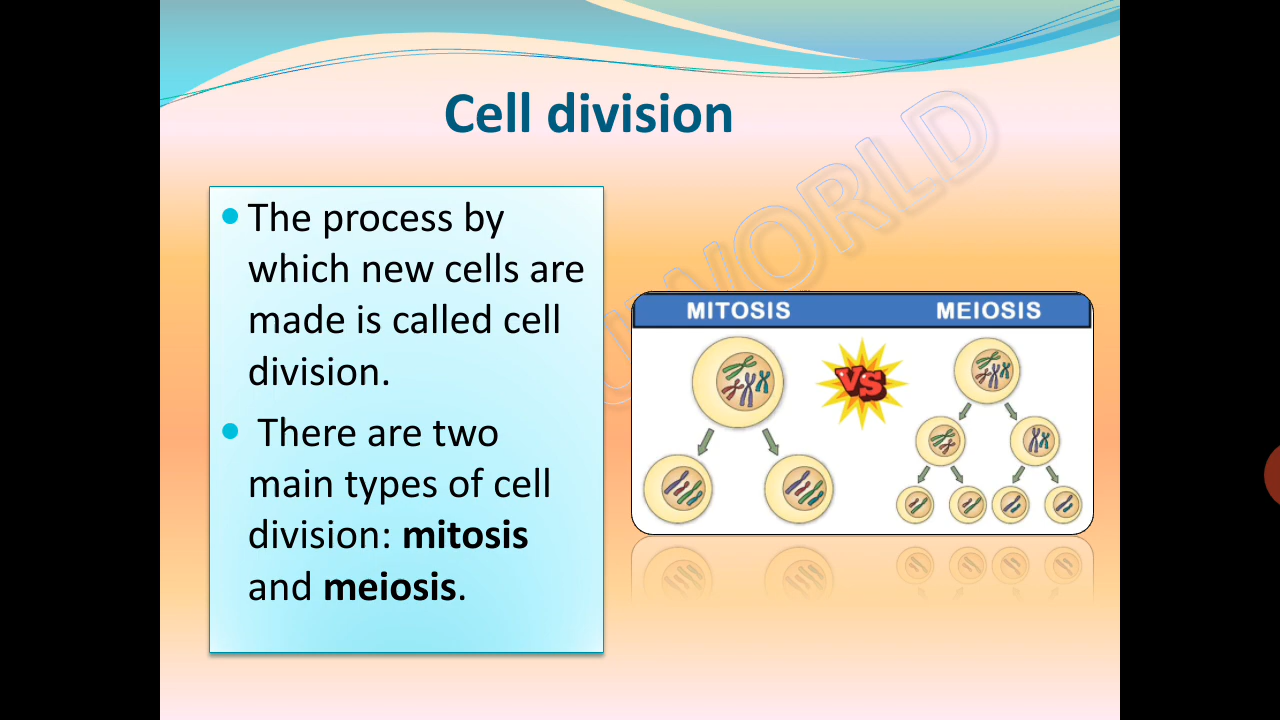 Cell division
The process by
which new cells are
made is called cell
division.
There are two
main types of cell
division: mitosis
and meiosis.
WORLD
MITOSIS
MEIOSIS
VS